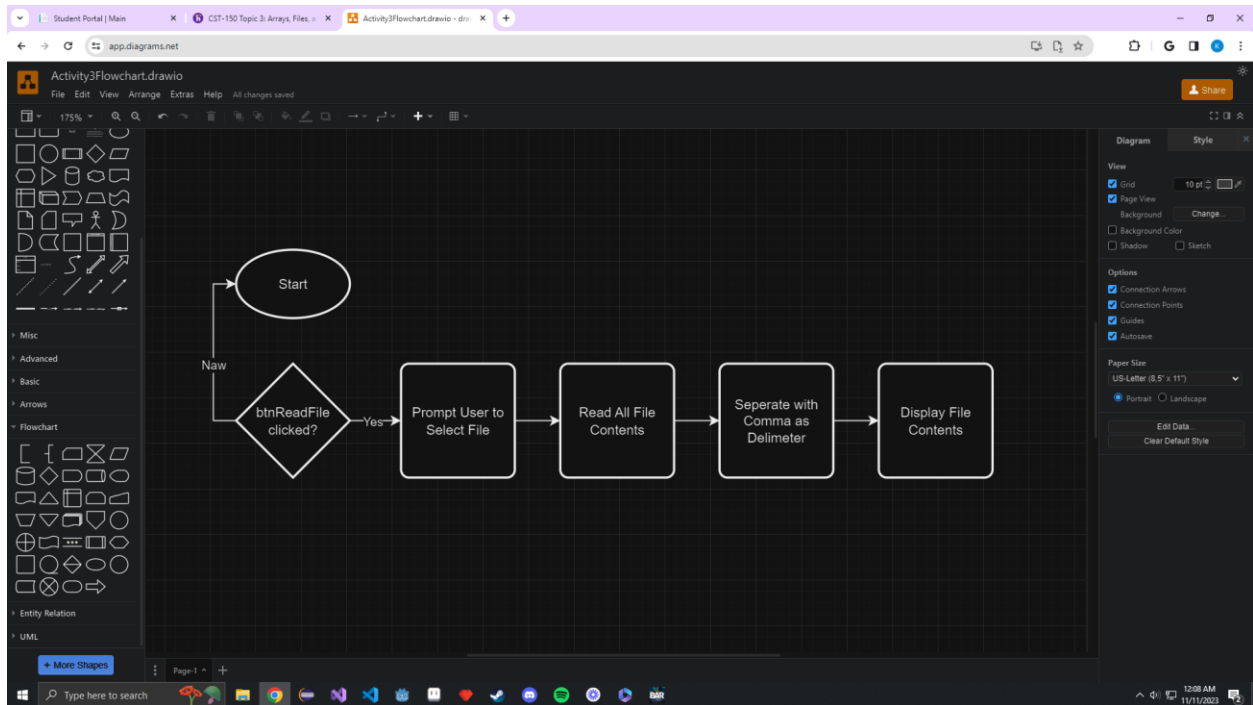 Student Portal | Main
CST-150 Topic 3: Arrays, Files, a
Activity3Flowchart.drawio - dra
app.diagrams.net
Activity3Flowchart.drawio
File Edit View Arrange Extras Help All changes saved
Share
175%
Diagram Style
View
Grid 10 pt
Page View
Background Change...
Background Color
Shadow Sketch
Options
Connection Arrows
Connection Points
Guides
Autosave
Paper Size
US-Letter (8,5" x 11")
Portrait Landscape
Edit Data...
Clear Default Style
Misc
Advanced
Basic
Arrows
Flowchart
Entity Relation
UML
+ More Shapes
Start
Naw
btnReadFile
clicked?
Yes
Prompt User to
Select File
Read All File
Contents
Seperate with
Comma as
Delimeter
Display File
Contents
Page-1
Type here to search
BAR
12:08 AM
11/11/2023
2